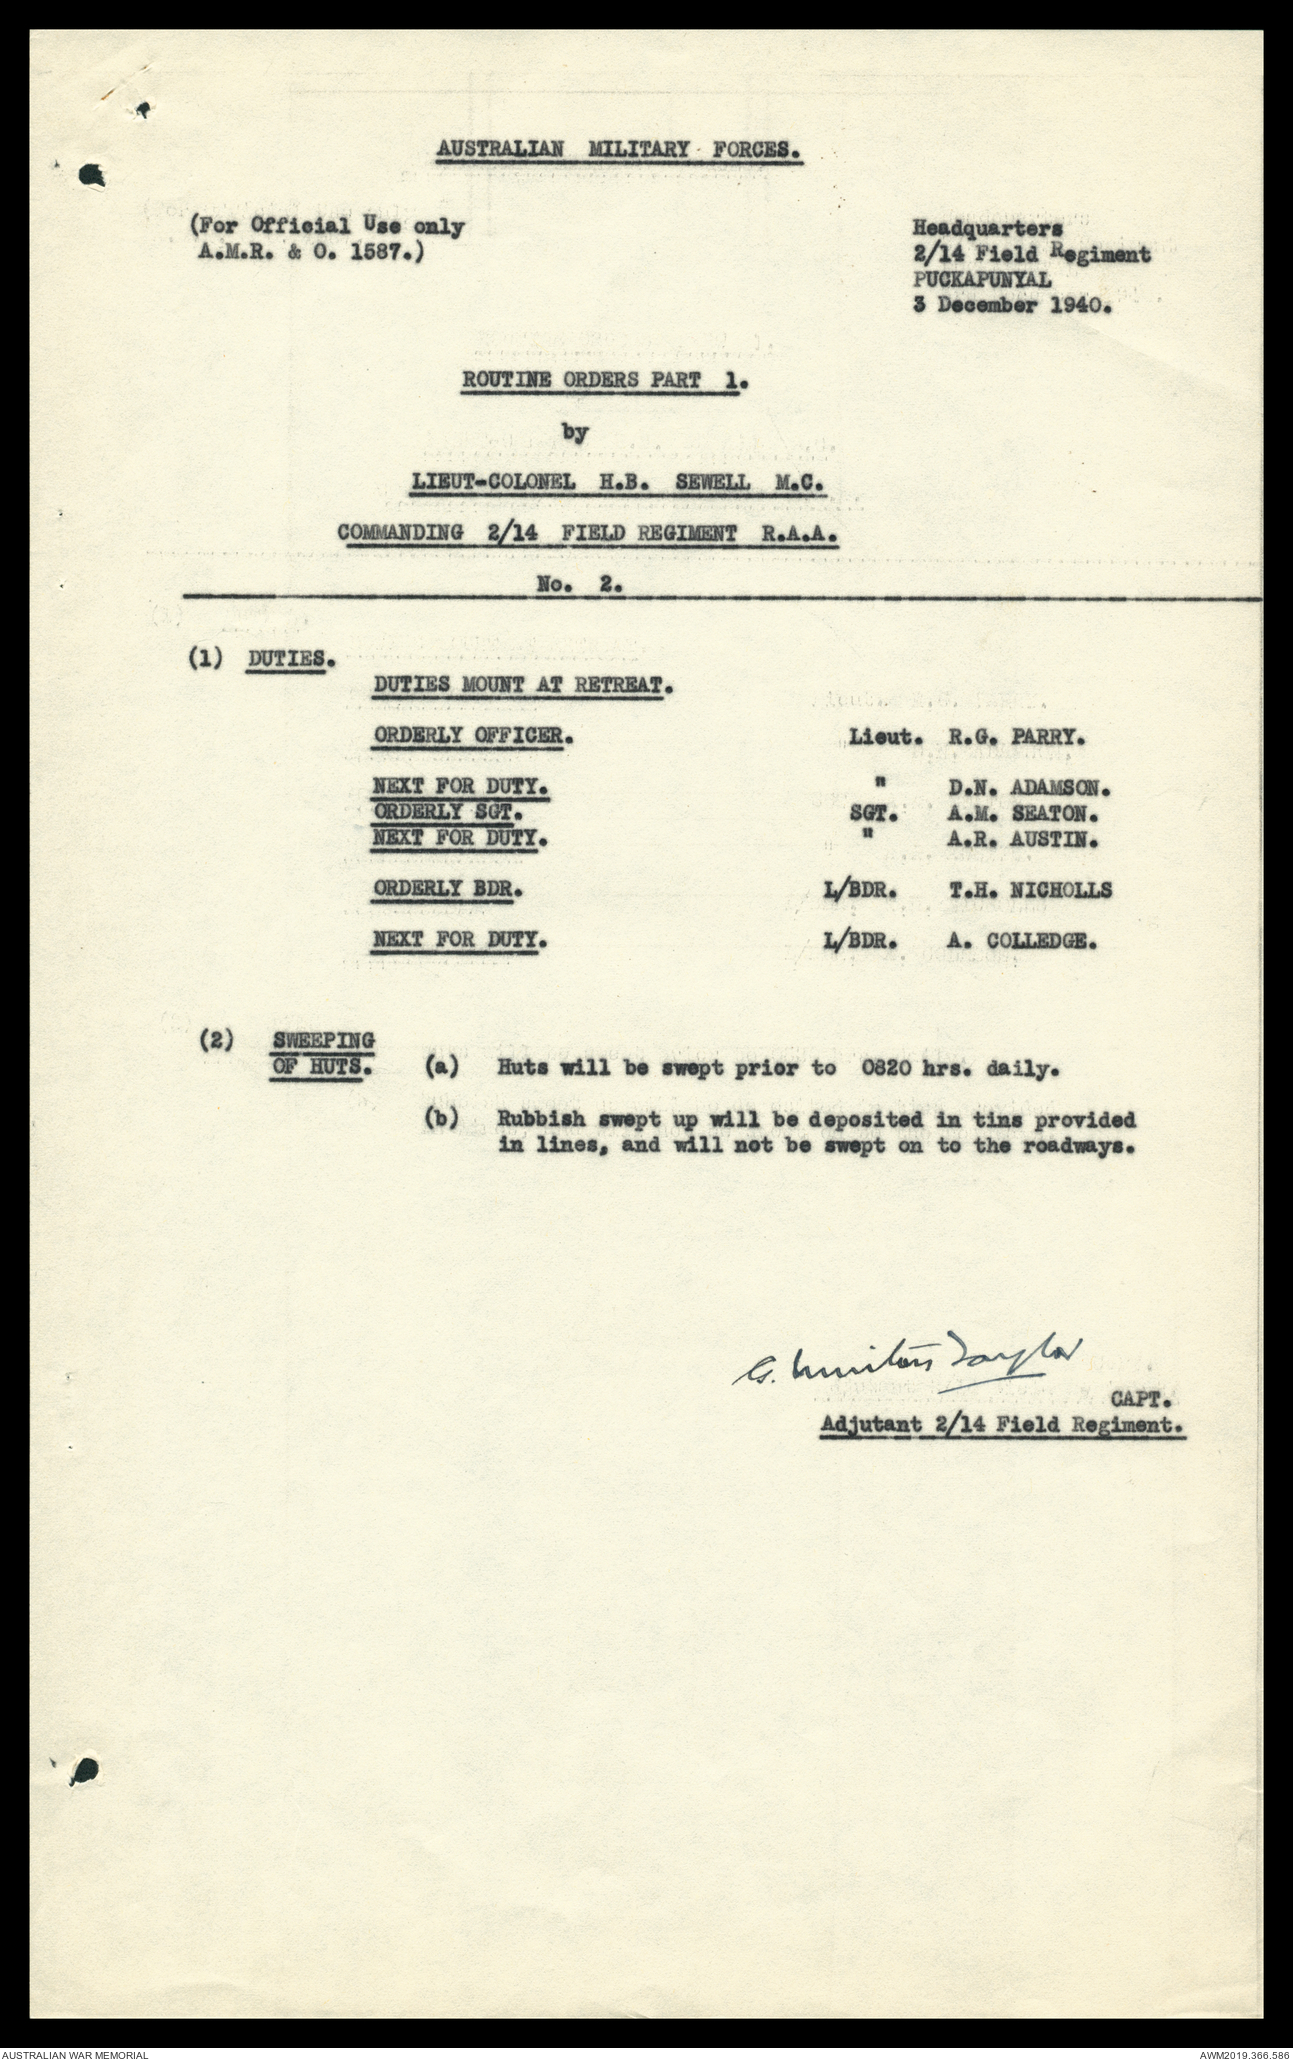 AUSTRALIAN MILITARY FORCES.
(For Official Use only
A.M.R. & O. 1587.)
Headquarters
2/14 Field Regiment
PUCKAPUNYAL
3 December 1940.
ROUTINE ORDERS PART 1.
by
LIEUT-COLONEL H.B. SEWELL M.C.
COMMANDING 2/14 FIELD REGIMENT R.A.A.
No. 2.
(1) DUTIES.
DUTIES MOUNT AT RETREAT.
ORDERLY OFFICER. Lieut. R.G. PARRY.
NEXT FOR DUTY. " D.N. ADAMSON.
ORDERLY SGT. SGT. A.M. SEATON.
NEXT FOR DUTY. " A.R. AUSTIN.
ORDERLY BDR. L/BDR. T.H. NICHOLLS
NEXT FOR DUTY. L/BDR. A. COLLEDGE.
(2) SWEEPING
OF HUTS. (a) Huts will be swept prior to 0820 hrs. daily.
(b) Rubbish swept up will be deposited in tins provided
in lines, and will not be swept on to the roadways.
Taylor
CAPT.
Adjutant 2/14 Field Regiment.
AUSTRALIAN WAR MEMORIAL
AWM2019.366.586